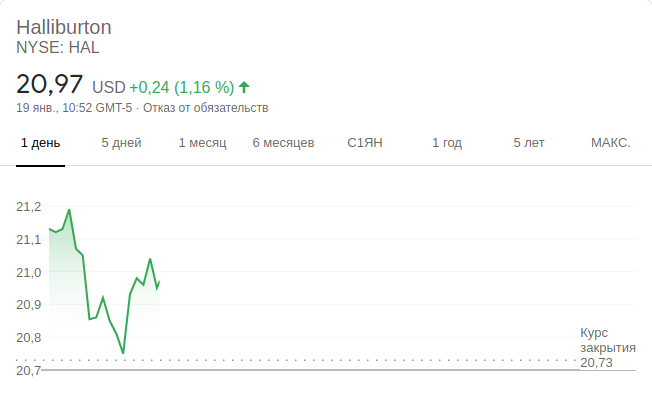 Halliburton
NYSE: HAL
20,97 USD +0,24 (1,16 %)
19 янв., 10:52 GMT-5 · Отказ от обязательств
1 день 5 дней 1 месяц 6 месяцев С1ЯН 1 год 5 лет МАКС.
21,2
21,1
21,0
20,9
20,8
20,7
Курс
закрытия
20,73